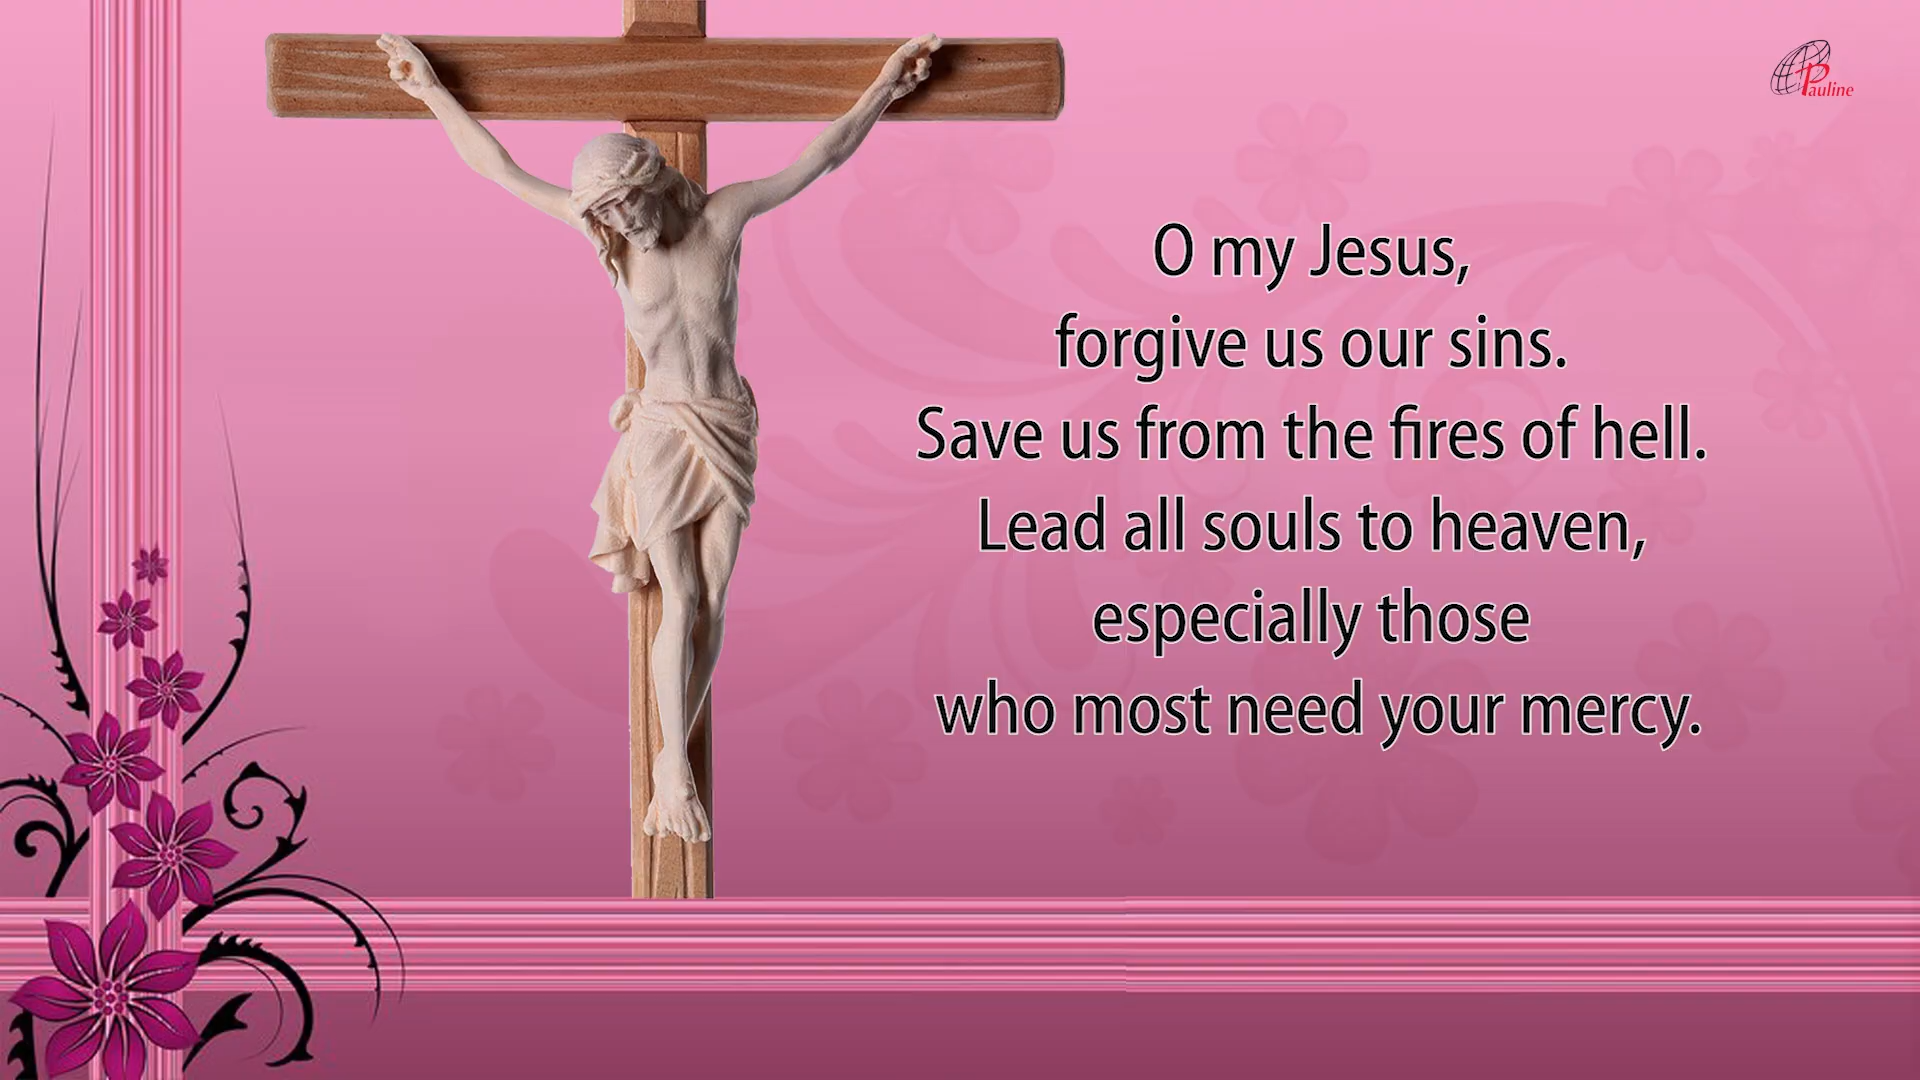 Pauline
O my Jesus,
forgive us our sins.
Save us from the fires of hell.
Lead all souls to heaven,
especially those
who most need your mercy.